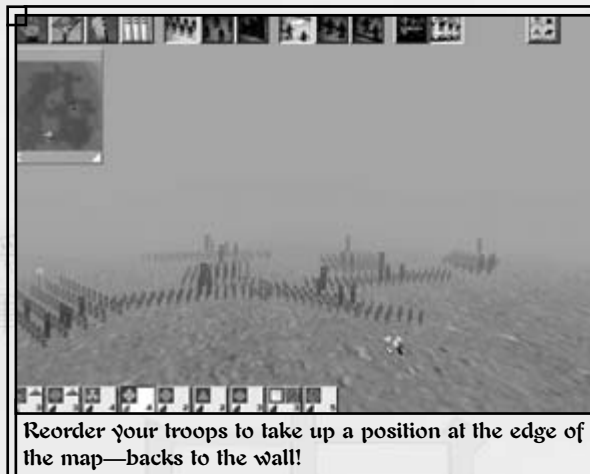 Reorder your troops to take up a position at the edge of
the map—backs to the wall!